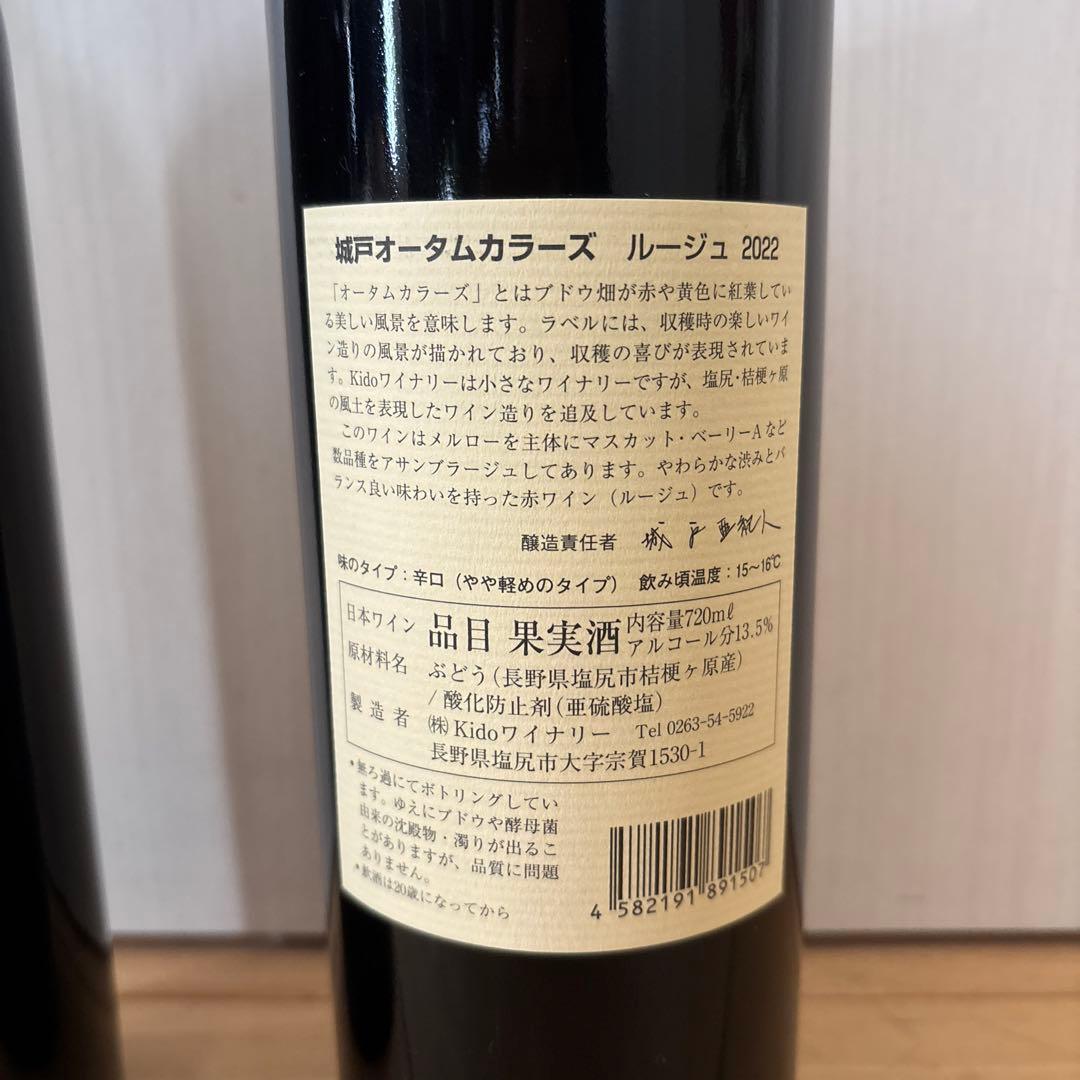 城戸オータムカラーズ　ルージュ 2022
「オータムカラーズ」とはブドウ畑が赤や黄色に紅葉してい
る美しい風景を意味します。ラベルには、収穫時の楽しいワイ
ン造りの風景が描かれており、収穫の喜びが表現されていま
す。Kidoワイナリーは小さなワイナリーですが、塩尻・桔梗ヶ原
の風土を表現したワイン造りを追及しています。
このワインはメルローを主体にマスカット・ベーリーAなど
数品種をアサンブラージュしてあります。やわらかな渋みとバ
ランス良い味わいを持った赤ワイン（ルージュ）です。
醸造責任者　城戸亜紀人
味のタイプ：辛口（やや軽めのタイプ）　飲み頃温度：15～16℃
日本ワイン 品目 果実酒 内容量720mℓ
アルコール分13.5%
原材料名 ぶどう（長野県塩尻市桔梗ヶ原産）
/ 酸化防止剤（亜硫酸塩）
製造者 ㈱Kidoワイナリー Tel 0263-54-5922
長野県塩尻市大字宗賀1530-1
*無ろ過にてボトリングしてい
ます。ゆえにブドウや酵母菌
由来の沈殿物・濁りが出るこ
とがありますが、品質に問題
ありません。
*飲酒は20歳になってから
4 582191 891507